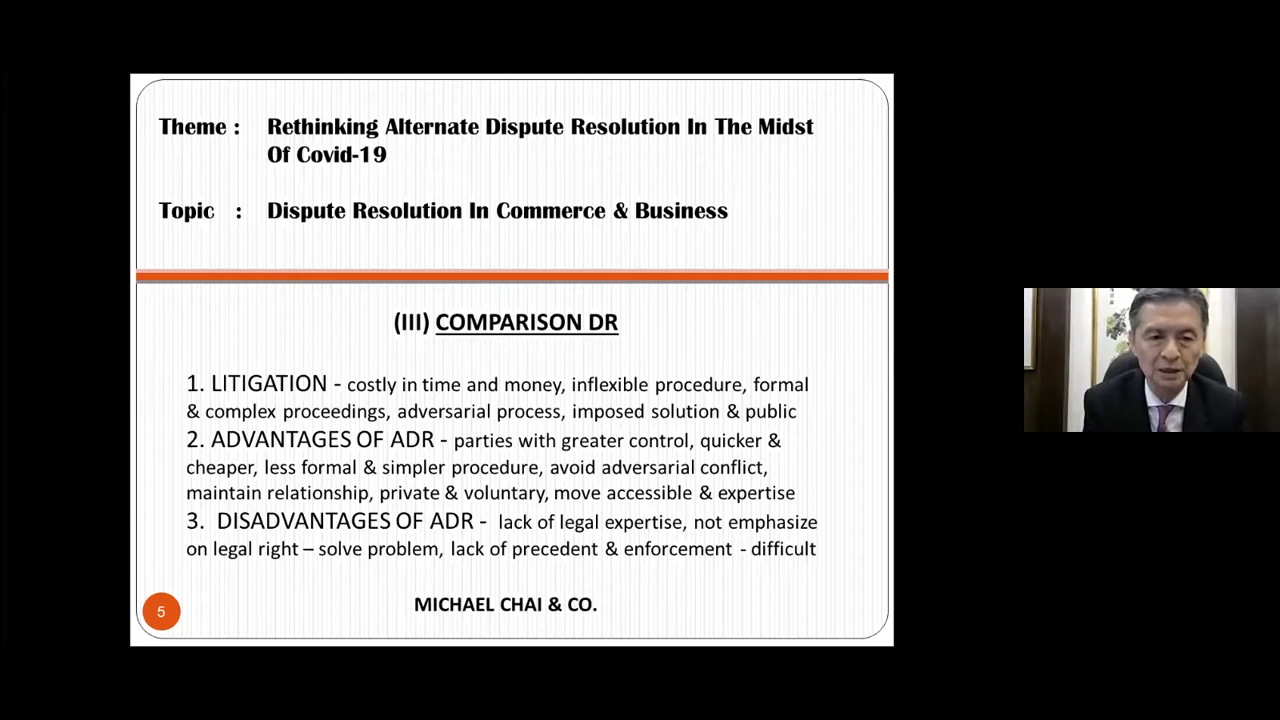 Theme : Rethinking Alternate Dispute Resolution In The Midst
Of Covid-19
Topic : Dispute Resolution In Commerce & Business
(III) COMPARISON DR
1. LITIGATION - costly in time and money, inflexible procedure, formal
& complex proceedings, adversarial process, imposed solution & public
2. ADVANTAGES OF ADR - parties with greater control, quicker &
cheaper, less formal & simpler procedure, avoid adversarial conflict,
maintain relationship, private & voluntary, move accessible & expertise
3. DISADVANTAGES OF ADR - lack of legal expertise, not emphasize
on legal right – solve problem, lack of precedent & enforcement - difficult
5
MICHAEL CHAI & CO.